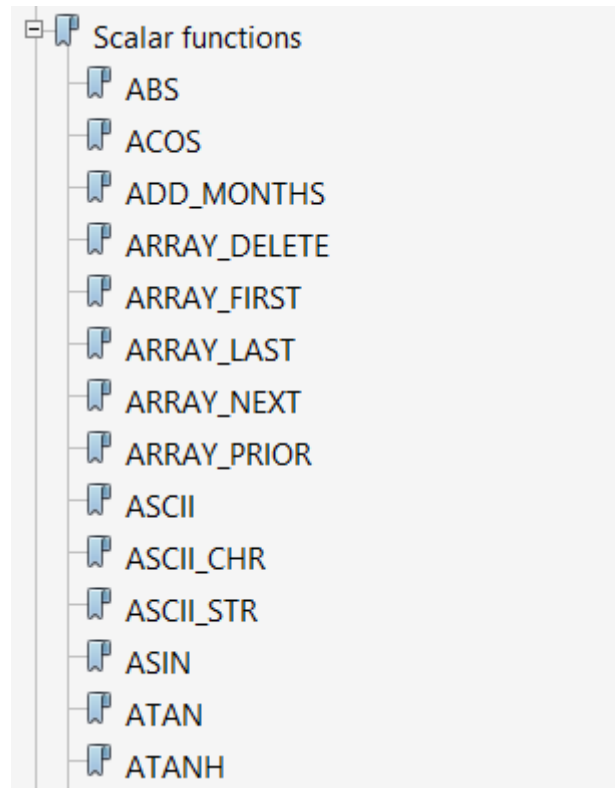 Scalar functions
ABS
ACOS
ADD_MONTHS
ARRAY_DELETE
ARRAY_FIRST
ARRAY_LAST
ARRAY_NEXT
ARRAY_PRIOR
ASCII
ASCII_CHR
ASCII_STR
ASIN
ATAN
ATANH